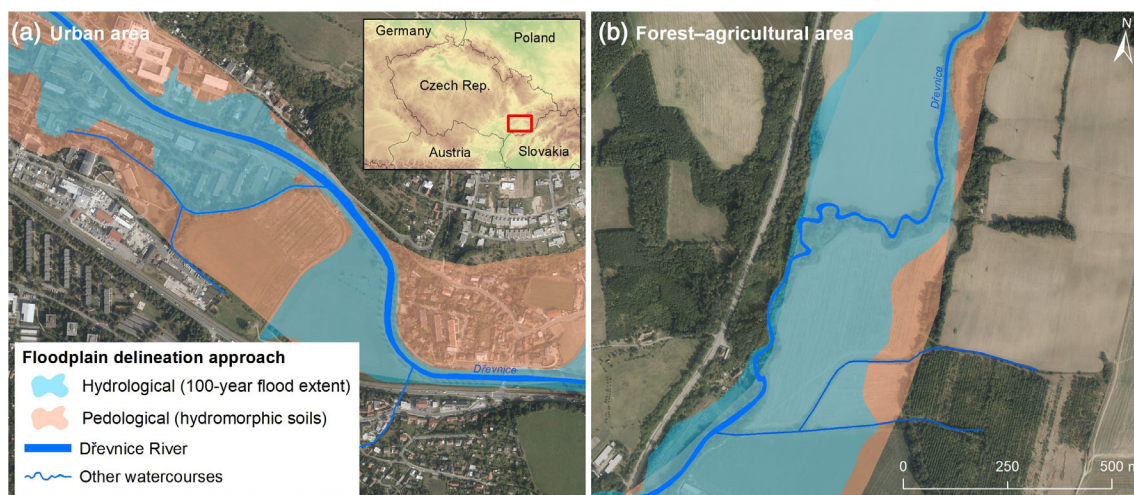 (a) Urban area
Germany
Poland
Czech Rep.
Austria
Slovakia
Dřevnice
Floodplain delineation approach
Hydrological (100-year flood extent)
Pedological (hydromorphic soils)
Dřevnice River
Other watercourses
(b) Forest–agricultural area
N
Dřevnice
0 250 500 m